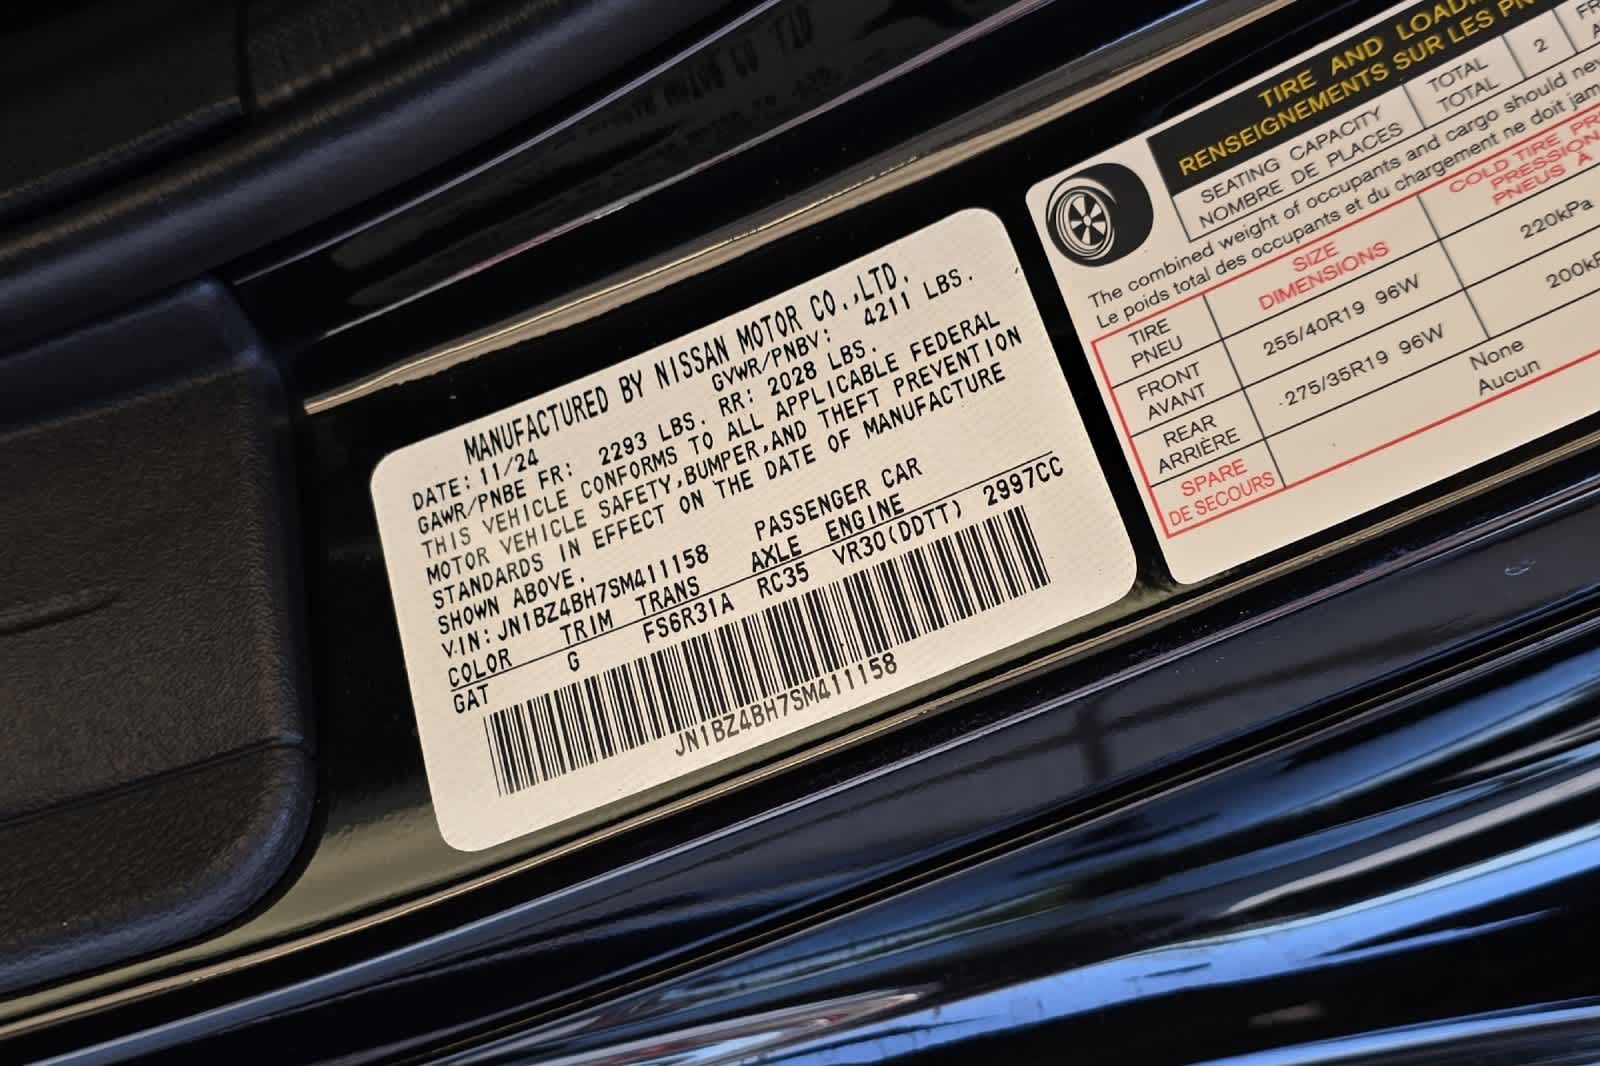 MANUFACTURED BY NISSAN MOTOR CO.,LTD.
DATE: 11/24 GVWR/PNBV: 4211 LBS.
GAWR/PNBE FR: 2293 LBS. RR: 2028 LBS.
THIS VEHICLE CONFORMS TO ALL APPLICABLE FEDERAL
MOTOR VEHICLE SAFETY,BUMPER,AND THEFT PREVENTION
STANDARDS IN EFFECT ON THE DATE OF MANUFACTURE
SHOWN ABOVE.
VIN: JN1BZ4BH7SM411158 PASSENGER CAR
COLOR TRIM TRANS AXLE ENGINE
GAT G FS6R31A RC35 VR30(DDTT) 2997CC
JN1BZ4BH7SM411158
TIRE AND
RENSEIGNEMENTS SUR LES
SEATING CAPACITY TOTAL 2
NOMBRE DE PLACES TOTAL
The combined weight of occupants and cargo should
Le poids total des occupants et du chargement ne doit
TIRE SIZE COLD TIRE
PNEU DIMENSIONS PRESSION
PNEUS A
FRONT 255/40R19 96W 220kPa
AVANT
REAR 275/35R19 96W
ARRIÈRE
SPARE None
DE SECOURS Aucun